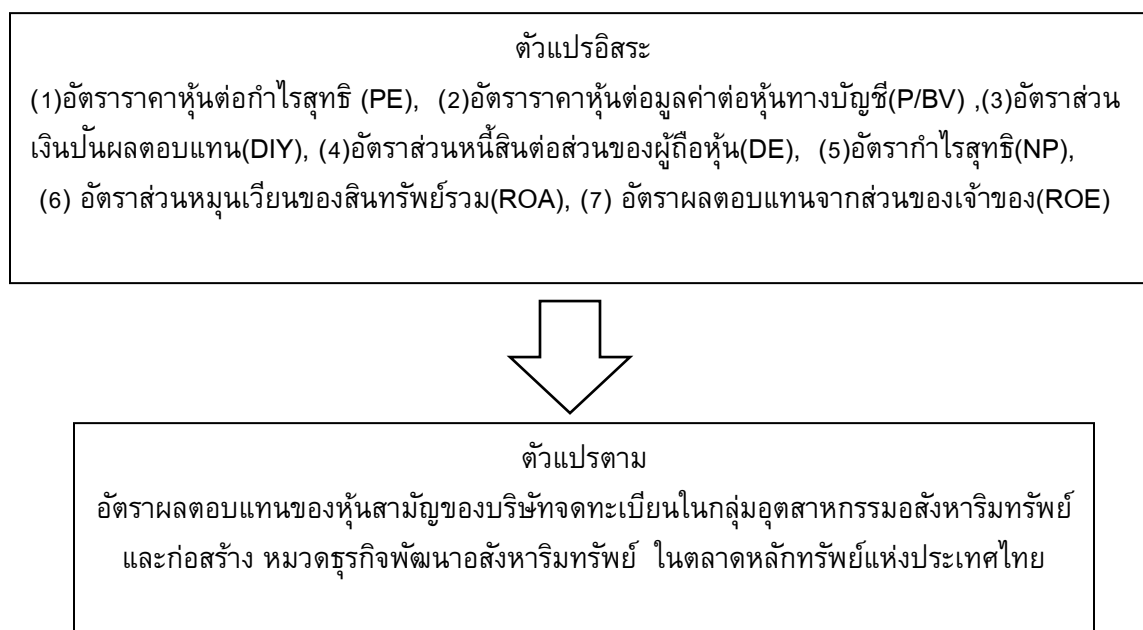 ตัวแปรอิสระ
(1)อัตราราคาหุ้นต่อกำไรสุทธิ (PE), (2)อัตราราคาหุ้นต่อมูลค่าต่อหุ้นทางบัญชี(P/BV) ,(3)อัตราส่วน
เงินปันผลตอบแทน(DIY), (4)อัตราส่วนหนี้สินต่อส่วนของผู้ถือหุ้น(DE), (5)อัตรากำไรสุทธิ(NP),
(6) อัตราส่วนหมุนเวียนของสินทรัพย์รวม(ROA), (7) อัตราผลตอบแทนจากส่วนของเจ้าของ(ROE)
ตัวแปรตาม
อัตราผลตอบแทนของหุ้นสามัญของบริษัทจดทะเบียนในกลุ่มอุตสาหกรรมอสังหาริมทรัพย์
และก่อสร้าง หมวดธุรกิจพัฒนาอสังหาริมทรัพย์ ในตลาดหลักทรัพย์แห่งประเทศไทย